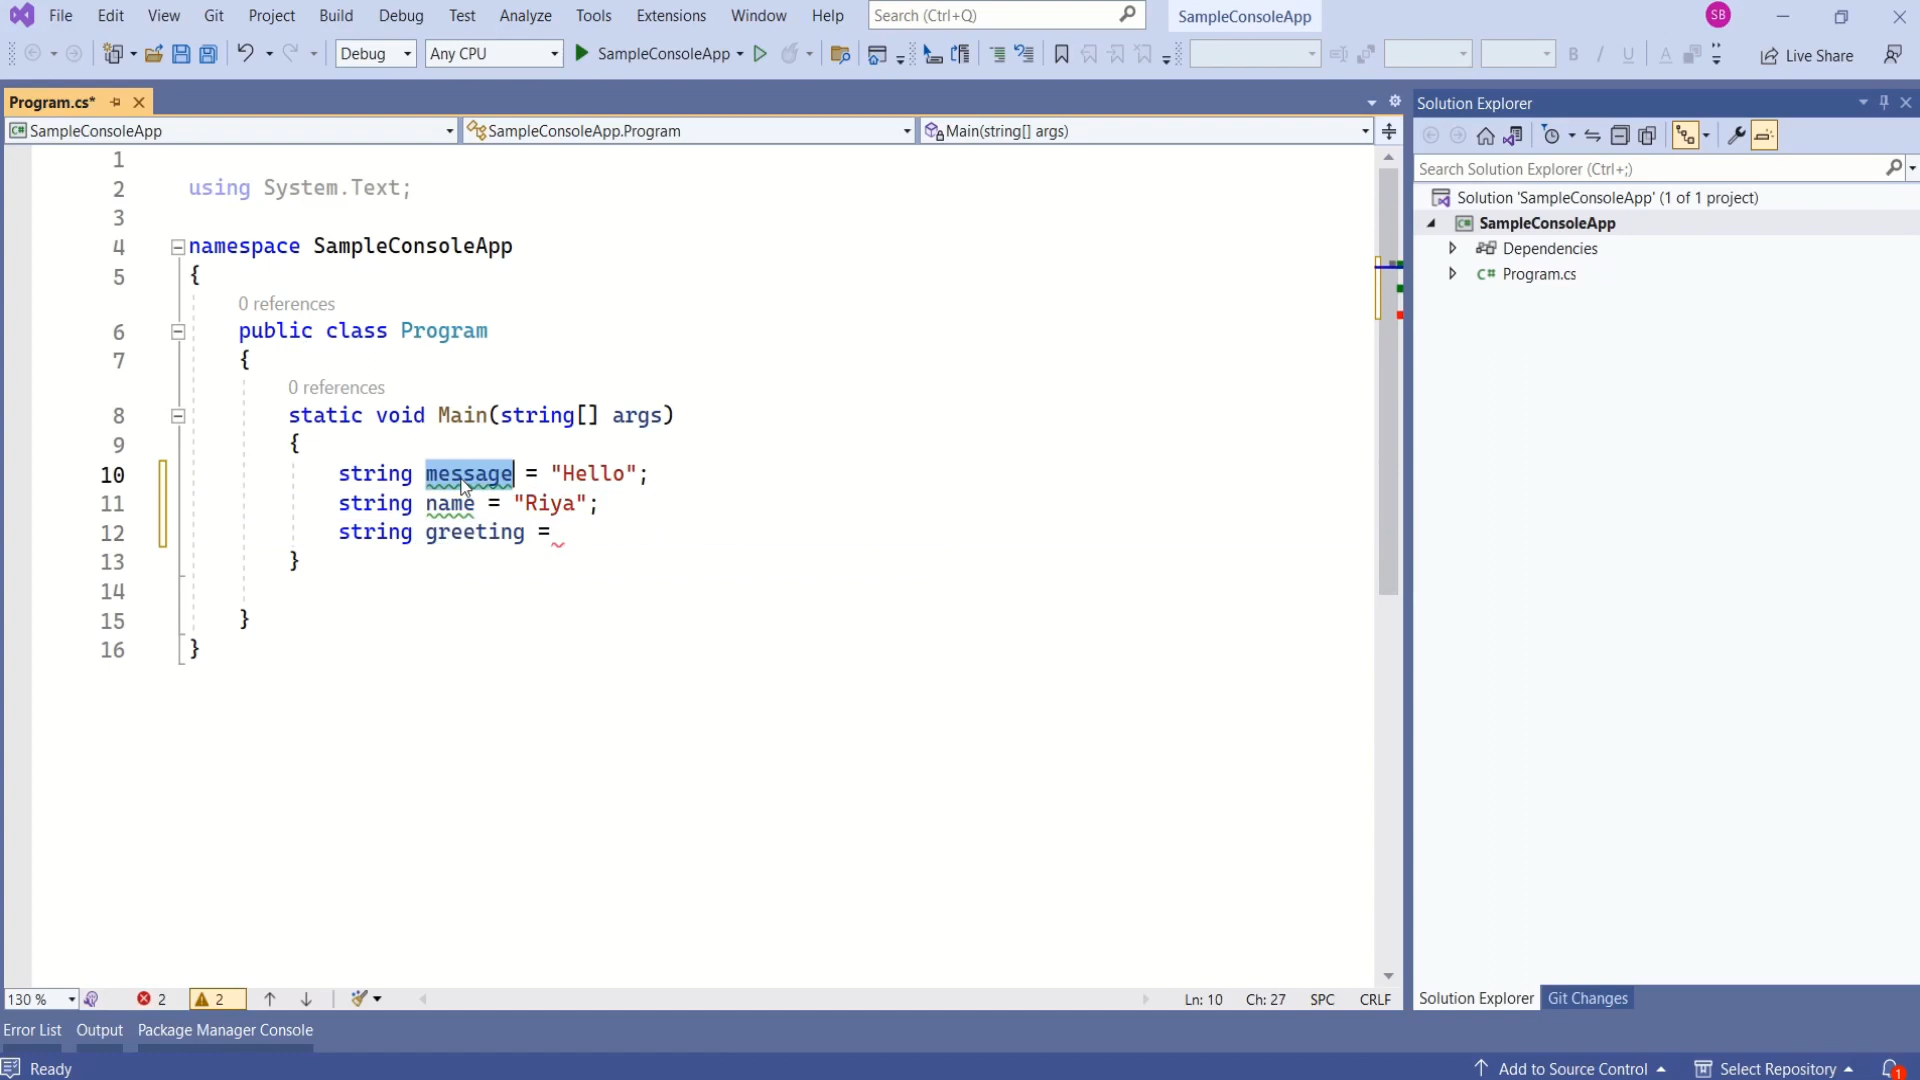 File Edit View Git Project Build Debug Test Analyze Tools Extensions Window Help Search (Ctrl+Q) SampleConsoleApp SB
Debug Any CPU SampleConsoleApp Live Share
Program.cs*
SampleConsoleApp SampleConsoleApp.Program Main(string[] args)
1
2 using System.Text;
3
4 namespace SampleConsoleApp
5 {
0 references
6 public class Program
7 {
0 references
8 static void Main(string[] args)
9 {
10 string message = "Hello";
11 string name = "Riya";
12 string greeting =
13 }
14
15 }
16 }
130 % 2 2 Ln: 10 Ch: 27 SPC CRLF
Solution Explorer
Search Solution Explorer (Ctrl+;)
Solution 'SampleConsoleApp' (1 of 1 project)
SampleConsoleApp
Dependencies
C# Program.cs
Solution Explorer Git Changes
Error List Output Package Manager Console
Ready Add to Source Control Select Repository 1